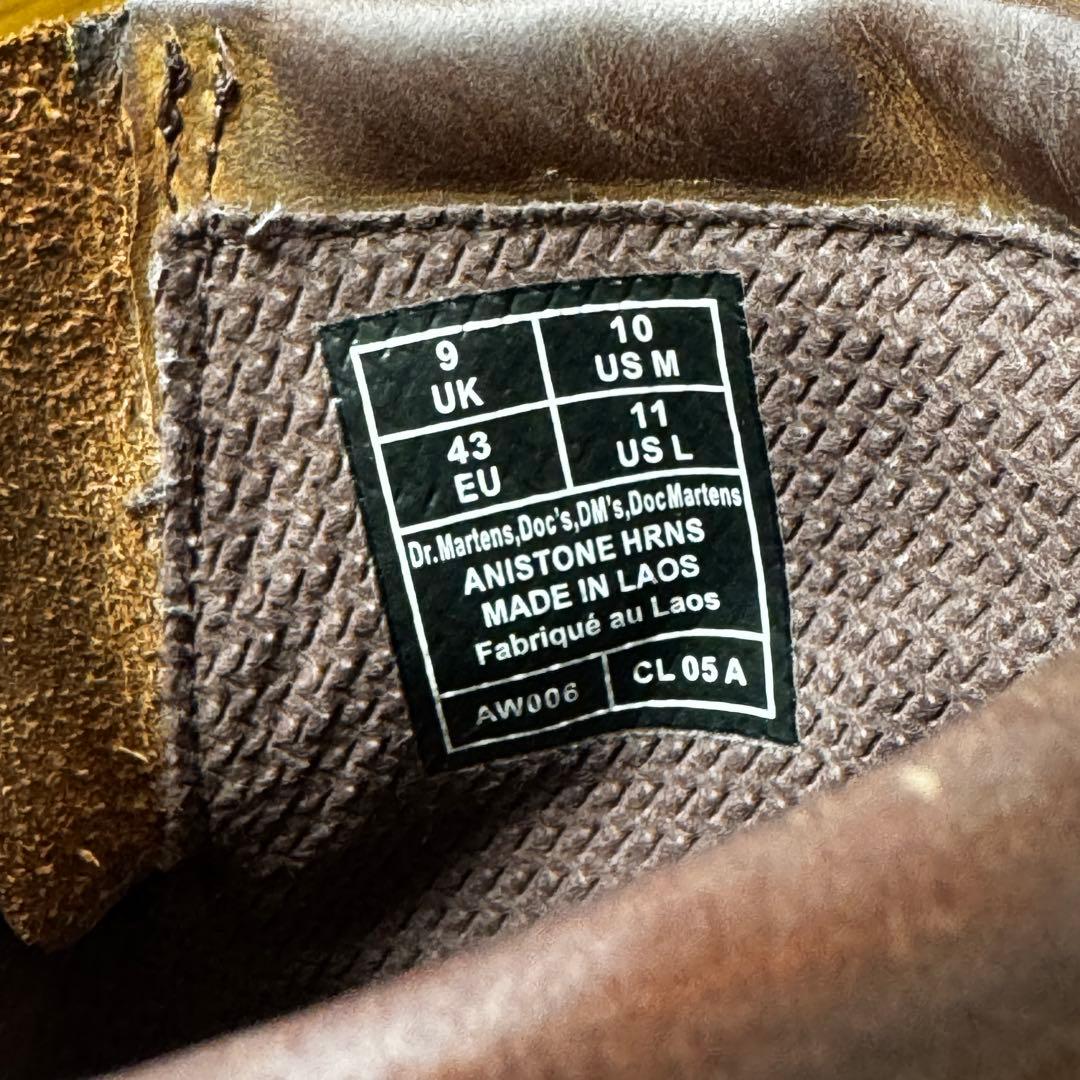 9
UK
10
US M
43
EU
11
US L
Dr.Martens,Doc's,DM's,DocMartens
ANISTONE HRNS
MADE IN LAOS
Fabriqué au Laos
AW006
CL 05 A